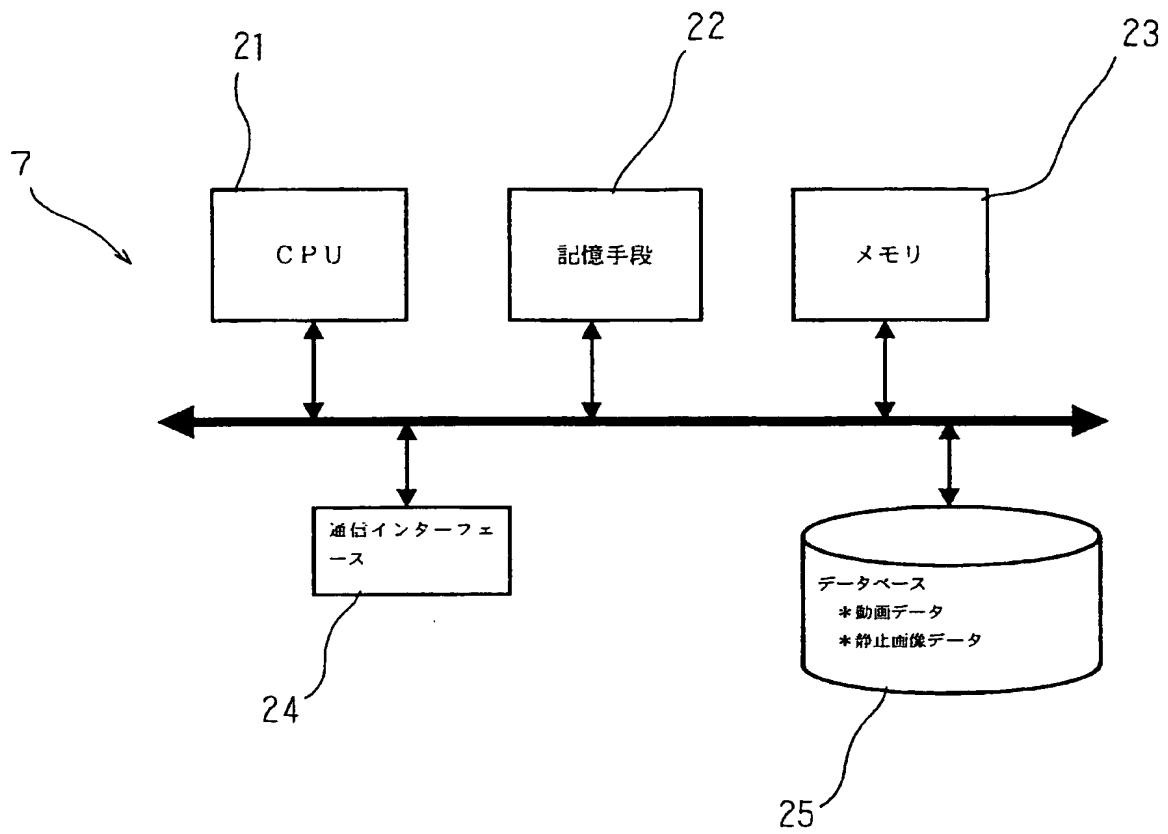 21
22
23
7
CPU
記憶手段
メモリ
通信インターフェ
ース
データベース
*動画データ
*静止画像データ
24
25